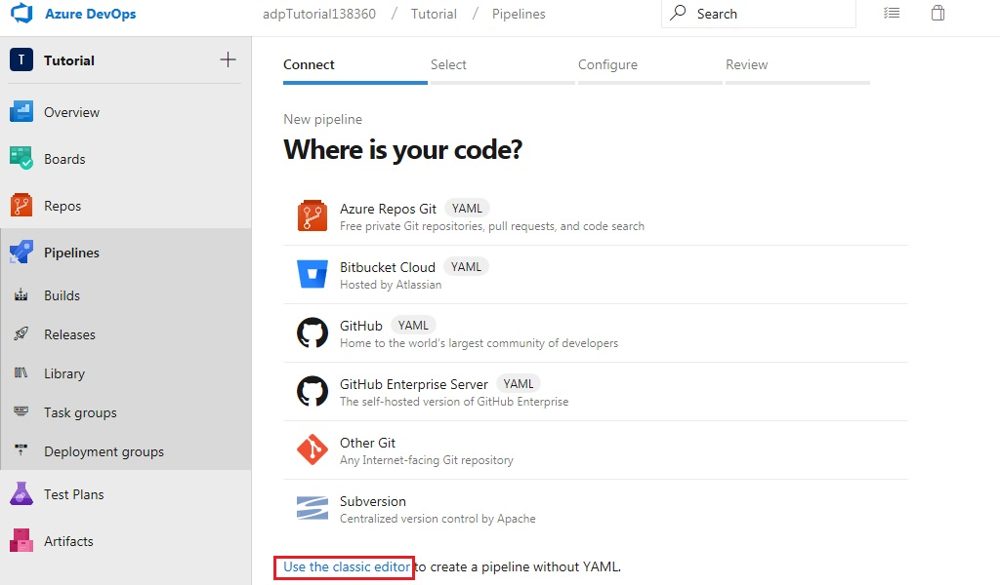 Azure DevOps
adpTutorial138360 / Tutorial / Pipelines
Search
T Tutorial +
Overview
Boards
Repos
Pipelines
Builds
Releases
Library
Task groups
Deployment groups
Test Plans
Artifacts
Connect Select Configure Review
New pipeline
Where is your code?
Azure Repos Git YAML
Free private Git repositories, pull requests, and code search
Bitbucket Cloud YAML
Hosted by Atlassian
GitHub YAML
Home to the world's largest community of developers
GitHub Enterprise Server YAML
The self-hosted version of GitHub Enterprise
Other Git
Any Internet-facing Git repository
Subversion
Centralized version control by Apache
Use the classic editor to create a pipeline without YAML.